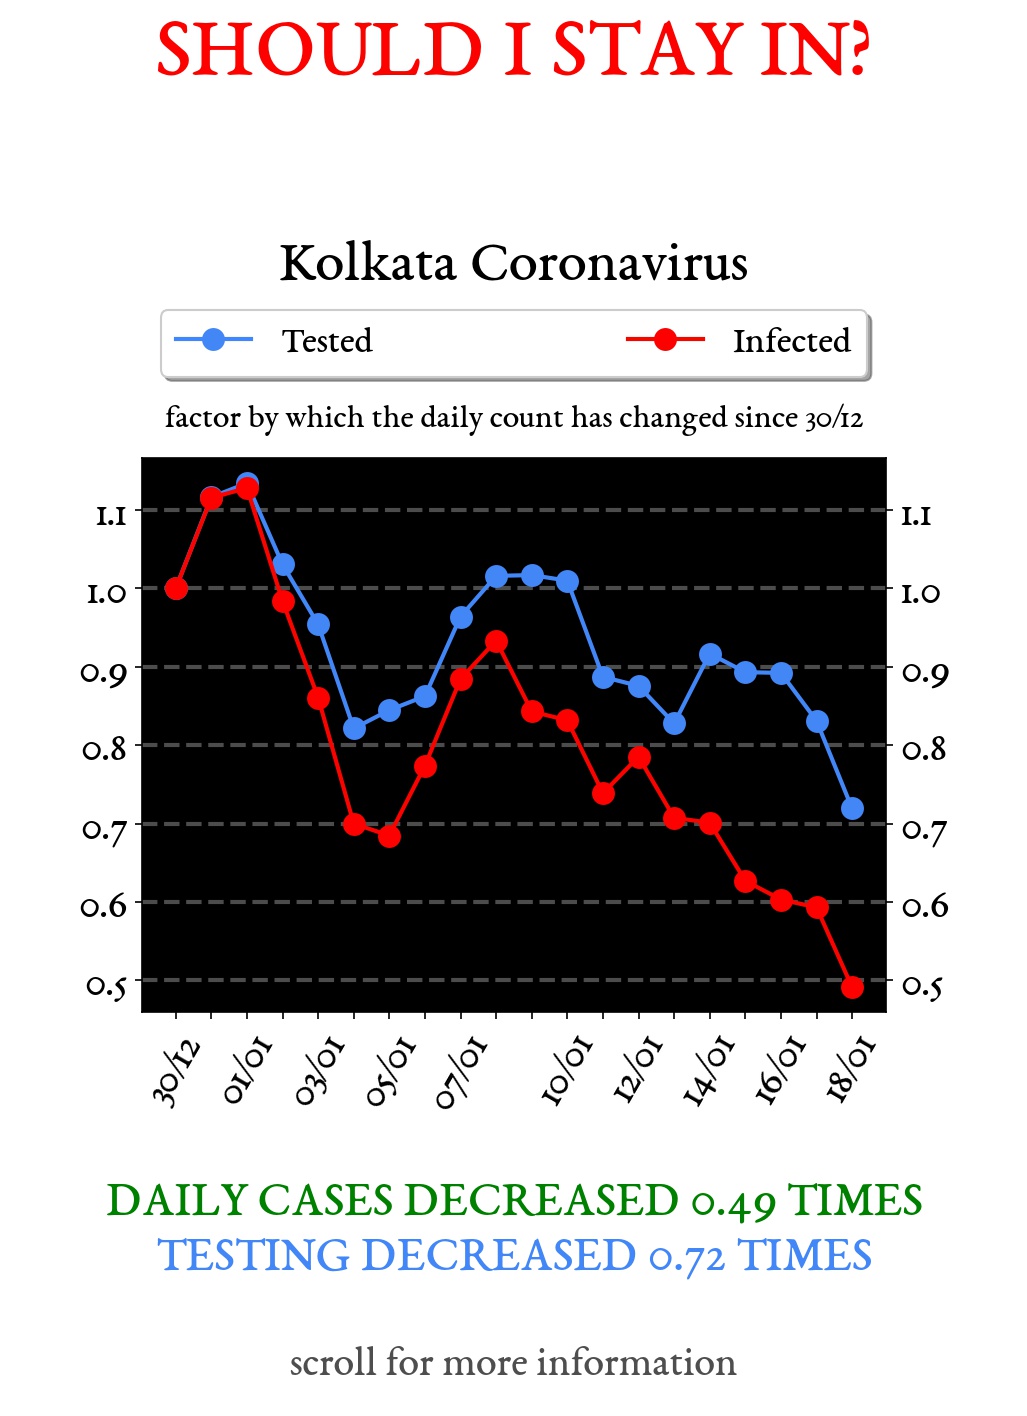 SHOULD I STAY IN?
Kolkata Coronavirus
Tested Infected
factor by which the daily count has changed since 30/12
1.1 1.1
1.0 1.0
0.9 0.9
0.8 0.8
0.7 0.7
0.6 0.6
0.5 0.5
30/12 01/01 03/01 05/01 07/01 10/01 12/01 14/01 16/01 18/01
DAILY CASES DECREASED 0.49 TIMES
TESTING DECREASED 0.72 TIMES
scroll for more information